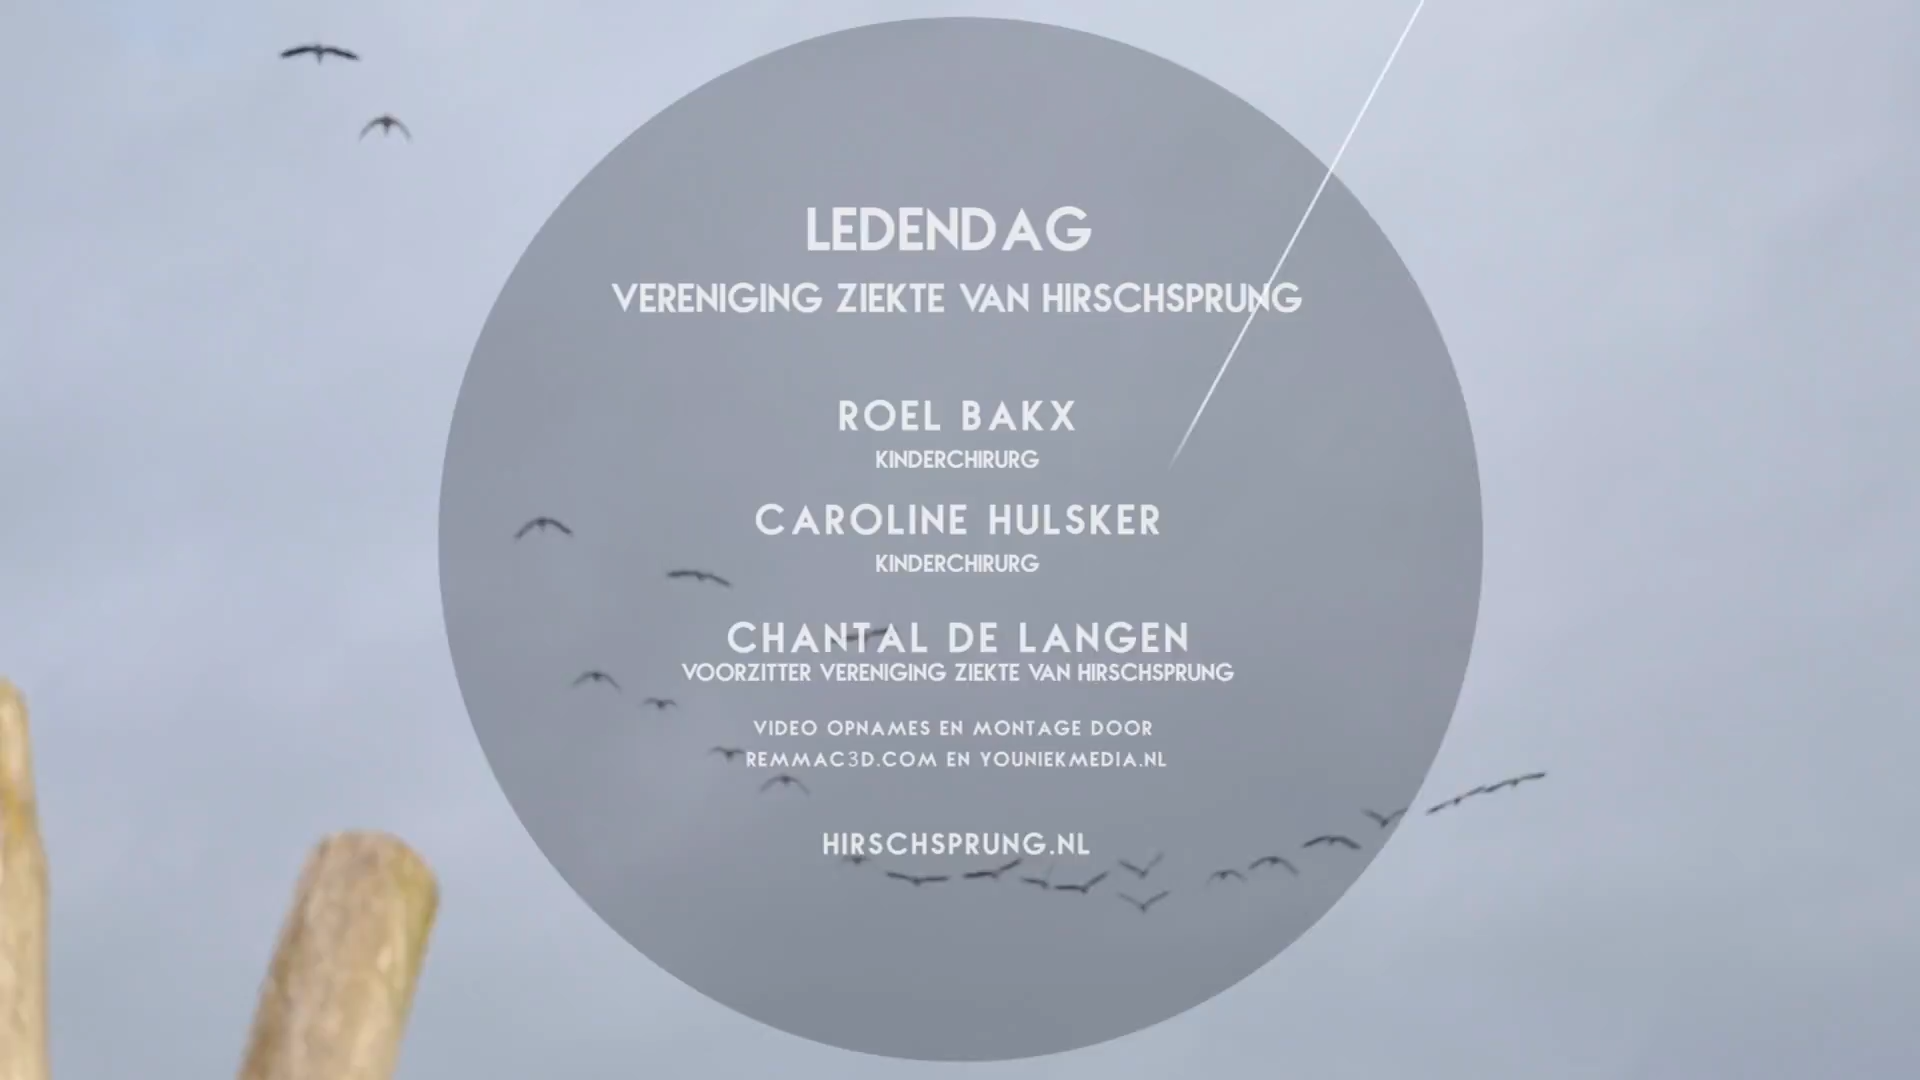 LEDENDAG
VERENIGING ZIEKTE VAN HIRSCHSPRUNG
ROEL BAKX
KINDERCHIRURG
CAROLINE HULSKER
KINDERCHIRURG
CHANTAL DE LANGEN
VOORZITTER VERENIGING ZIEKTE VAN HIRSCHSPRUNG
VIDEO OPNAMES EN MONTAGE DOOR
REMMAC3D.COM EN YOUNIEKMEDIA.NL
HIRSCHSPRUNG.NL